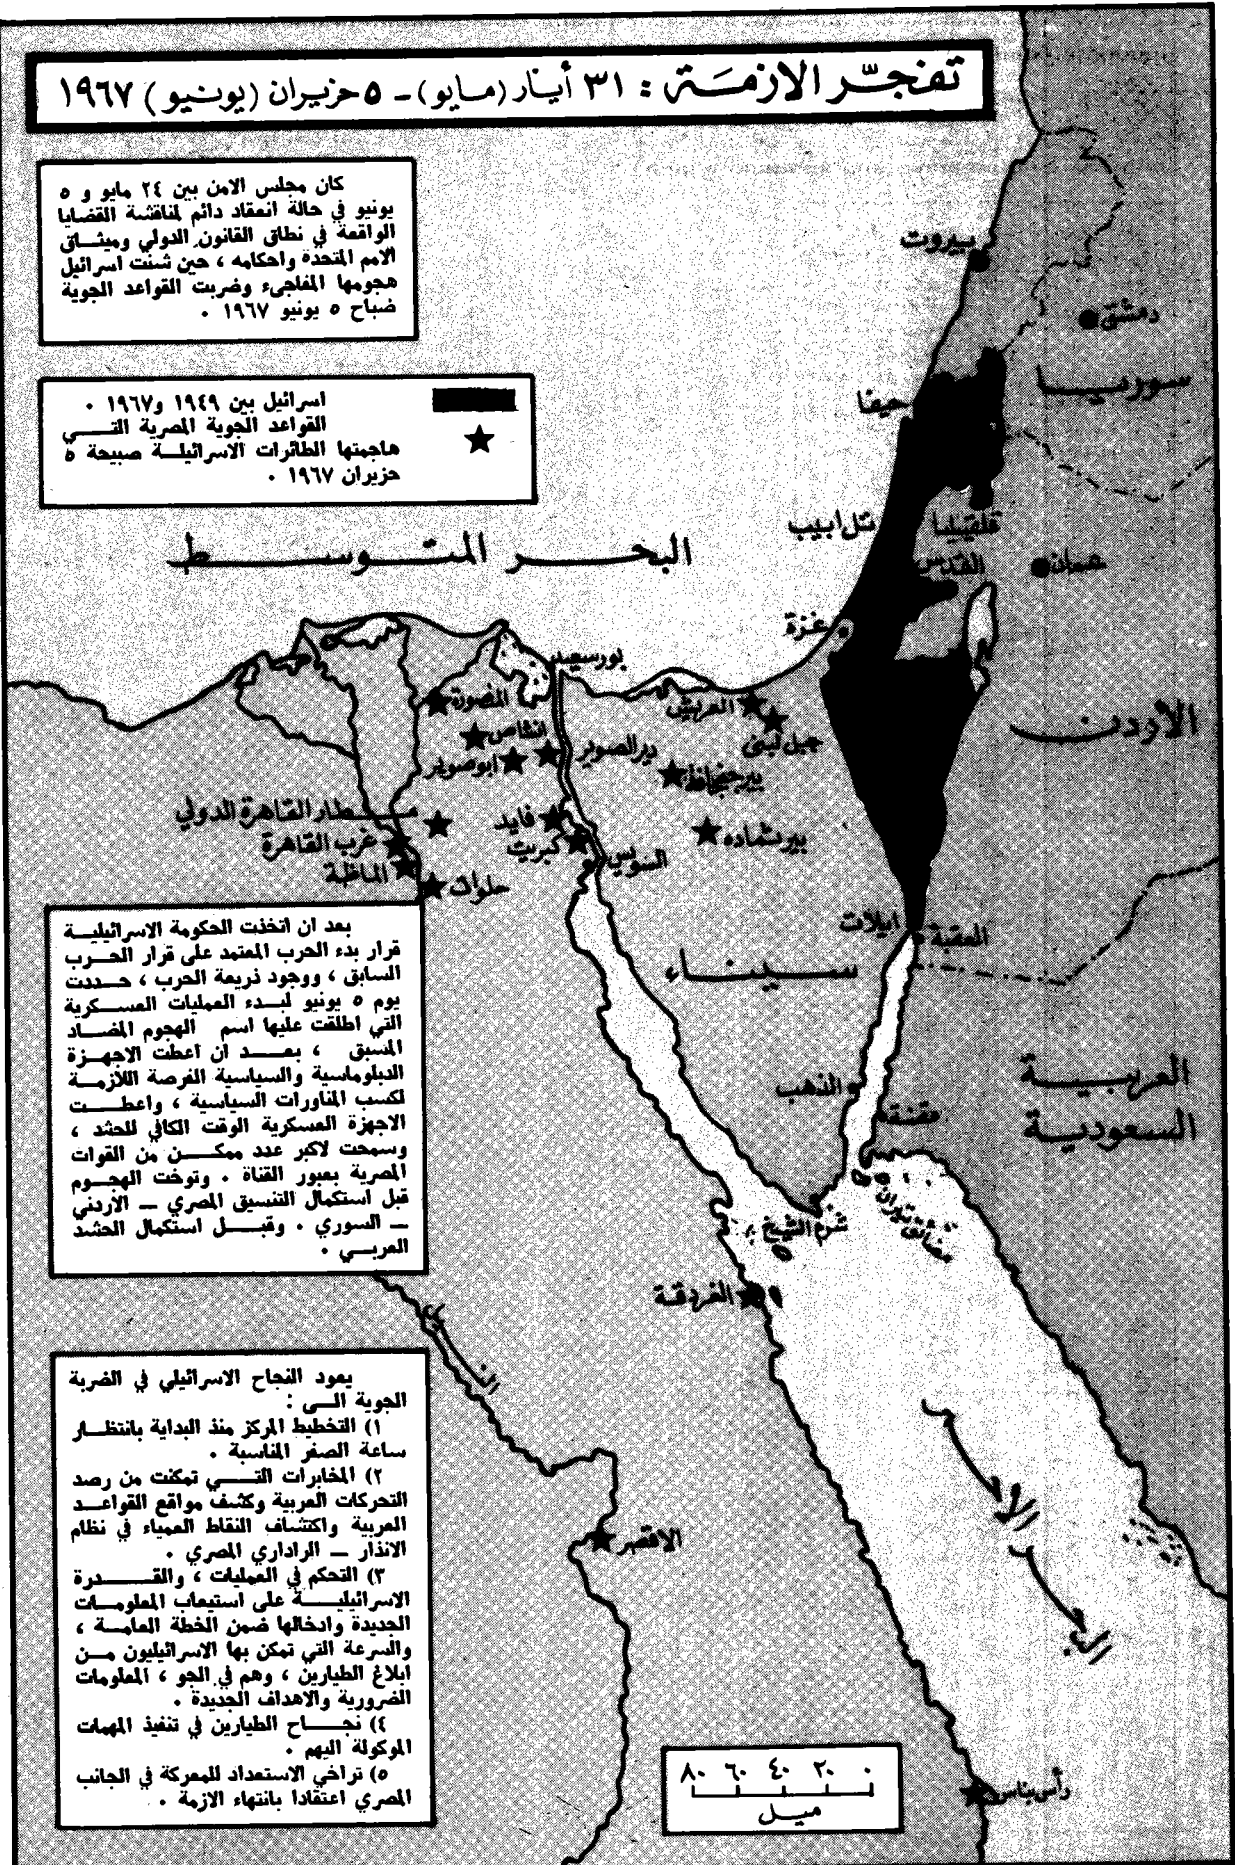 تفجّر الازمة : ٣١ أيار (مايو) - ٥ حزيران (يونيو) ١٩٦٧
كان مجلس الامن بين ٢٤ مايو و ٥
يونيو في حالة انعقاد دائم لمناقشة القضايا
الواقعة في نطاق القانون الدولي وميثاق
الامم المتحدة واحكامه ، حين شنت اسرائيل
هجومها المفاجىء وضربت القواعد الجوية
ضباح ٥ يونيو ١٩٦٧ .
اسرائيل بين ١٩٤٩ و١٩٦٧ .
القواعد الجوية المصرية التي
هاجمتها الطائرات الاسرائيلية صبيحة ٥
حزيران ١٩٦٧ .
بيروت
دمشق
سوريا
حيفا
تل ابيب
قلقيليا
القدس
عمان
البحر المتوسط
غزة
بورسعيد
المنصورة
العريش
انشاص
جبل لبنى
الأردن
ديرالصوير
ابوصوير
بيرجفجافة
مطار القاهرة الدولي
فايد
غرب القاهرة
كبريت
بيرثماده
السويس
الماظة
حلوان
ايلات
العقبة
سيناء
بعد ان اتخذت الحكومة الاسرائيلية
قرار بدء الحرب المعتمد على قرار الحرب
السابق ، ووجود ذريعة الحرب ، حددت
يوم ٥ يونيو لبدء العمليات العسكرية
التي اطلقت عليها اسم الهجوم المضاد
المسبق ، بعد ان أعطت الاجهزة
الدبلوماسية والسياسية الفرصة اللازمة
لكسب المناورات السياسية ، واعطت
الاجهزة العسكرية الوقت الكافي للحشد ،
وسمحت لاكبر عدد ممكن من القوات
المصرية بعبور القناة . وتوخت الهجوم
قبل استكمال التنسيق المصري – الأردني
– السوري . وقبل استكمال الحشد
العربي .
العربية
السعودية
الذهب
مقنة
مضائق تيران
شرم الشيخ
الغردقة
يعود النجاح الاسرائيلي في الضربة
الجوية الى :
١) التخطيط المركز منذ البداية بانتظار
ساعة الصفر المناسبة .
٢) المخابرات التي تمكنت من رصد
التحركات العربية وكشف مواقع القواعد
العربية واكتشاف النقاط العمياء في نظام
الانذار – الراداري المصري .
٣) التحكم في العمليات ، والقدرة
الاسرائيلية على استيعاب المعلومات
الجديدة وادخالها ضمن الخطة العامة ،
والسرعة التي تمكن بها الاسرائيليون من
ابلاغ الطيارين ، وهم في الجو ، المعلومات
الضرورية والاهداف الجديدة .
٤) نجاح الطيارين في تنفيذ المهمات
الموكولة اليهم .
٥) تراخي الاستعداد للمعركة في الجانب
المصري اعتقادا بانتهاء الازمة .
الاقصر
٨٠ ٦٠ ٤٠ ٢٠ ٠
ميل
رأس بناس